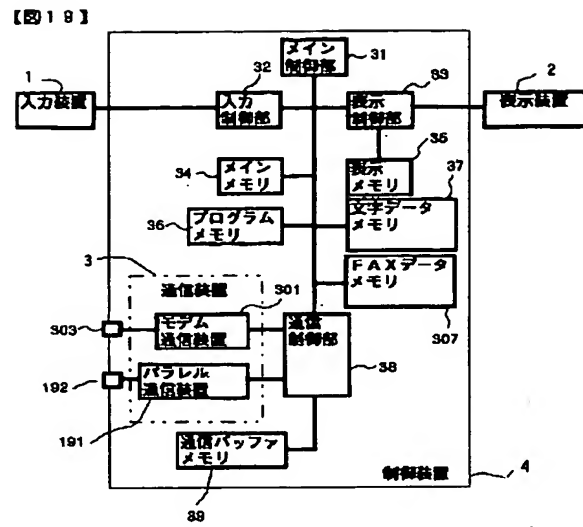 【図19】
メイン
制御部
31
1
入力装置
32
入力
制御部
33
表示
制御部
2
表示装置
34
メイン
メモリ
35
表示
メモリ
36
プログラム
メモリ
37
文字データ
メモリ
3
通信装置
301
モデム
通信装置
303
通信
制御部
38
FAXデータ
メモリ
307
192
パラレル
通信装置
191
通信バッファ
メモリ
39
制御装置
4